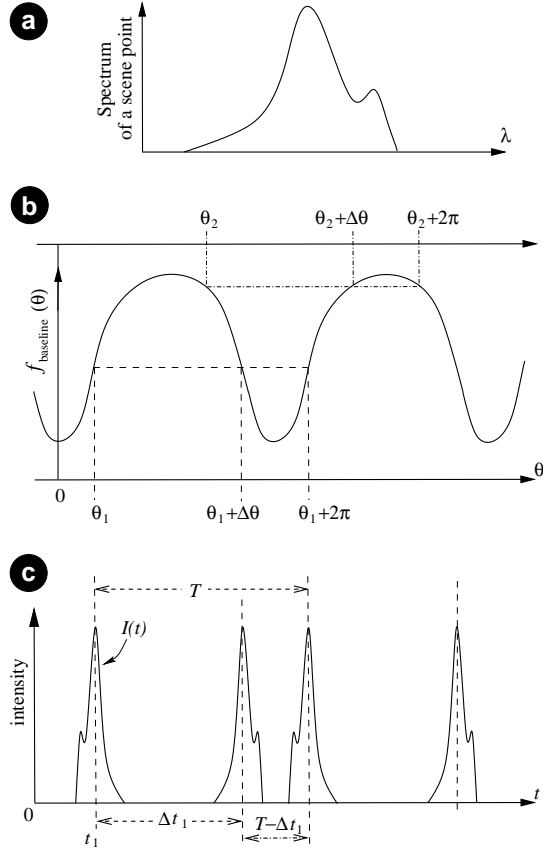 a
Spectrum
of a scene point
λ
b
θ₂ θ₂+Δθ θ₂+2π
f baseline (θ)
0 θ
θ₁ θ₁+Δθ θ₁+2π
c
T
I(t)
intensity
0 t
t₁ Δt₁ T−Δt₁